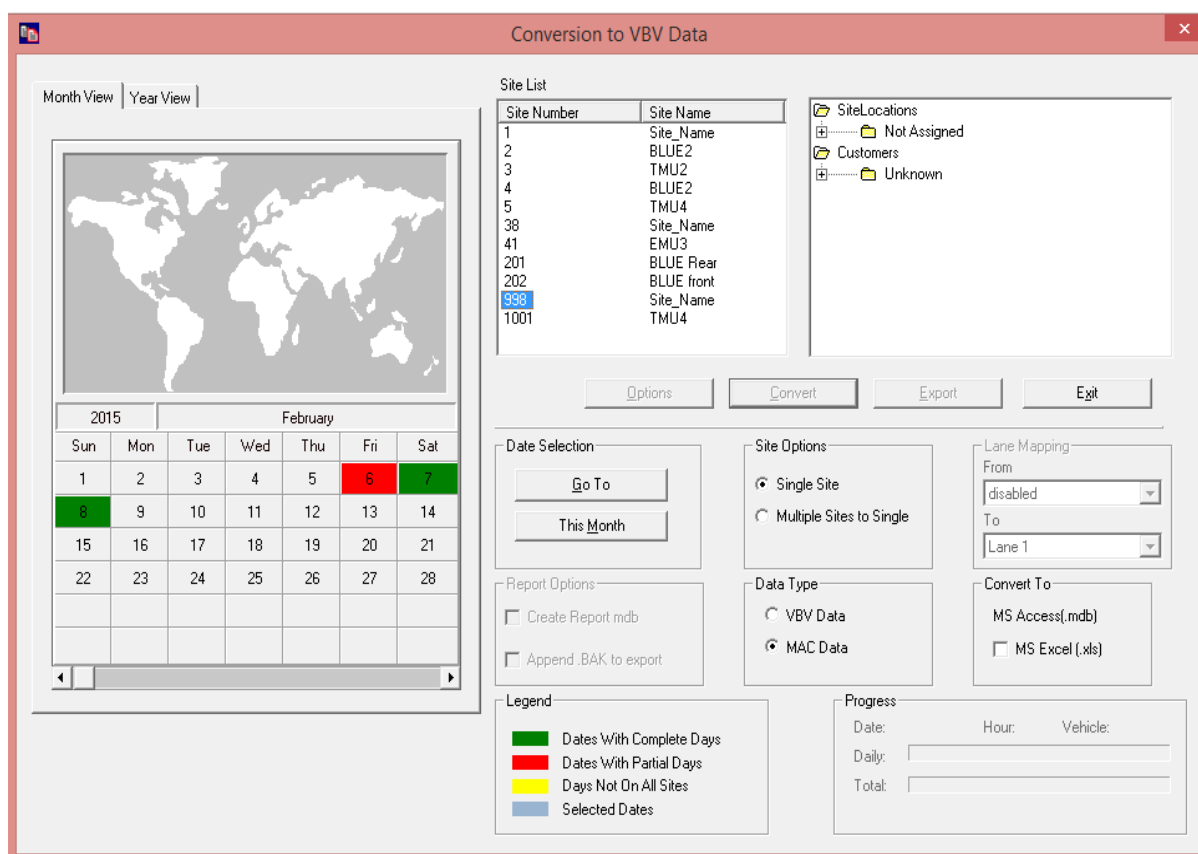 Conversion to VBV Data
Month View Year View
2015 February
Sun Mon Tue Wed Thu Fri Sat
1 2 3 4 5 6 7
8 9 10 11 12 13 14
15 16 17 18 19 20 21
22 23 24 25 26 27 28
Site List
Site Number Site Name
1 Site_Name
2 BLUE2
3 TMU2
4 BLUE2
5 TMU4
38 Site_Name
41 EMU3
201 BLUE Rear
202 BLUE front
998 Site_Name
1001 TMU4
SiteLocations
Not Assigned
Customers
Unknown
Options Convert Export Exit
Date Selection
Go To
This Month
Site Options
Single Site
Multiple Sites to Single
Lane Mapping
From
disabled
To
Lane 1
Report Options
Create Report mdb
Append .BAK to export
Data Type
VBV Data
MAC Data
Convert To
MS Access(.mdb)
MS Excel (.xls)
Legend
Dates With Complete Days
Dates With Partial Days
Days Not On All Sites
Selected Dates
Progress
Date: Hour: Vehicle:
Daily:
Total: